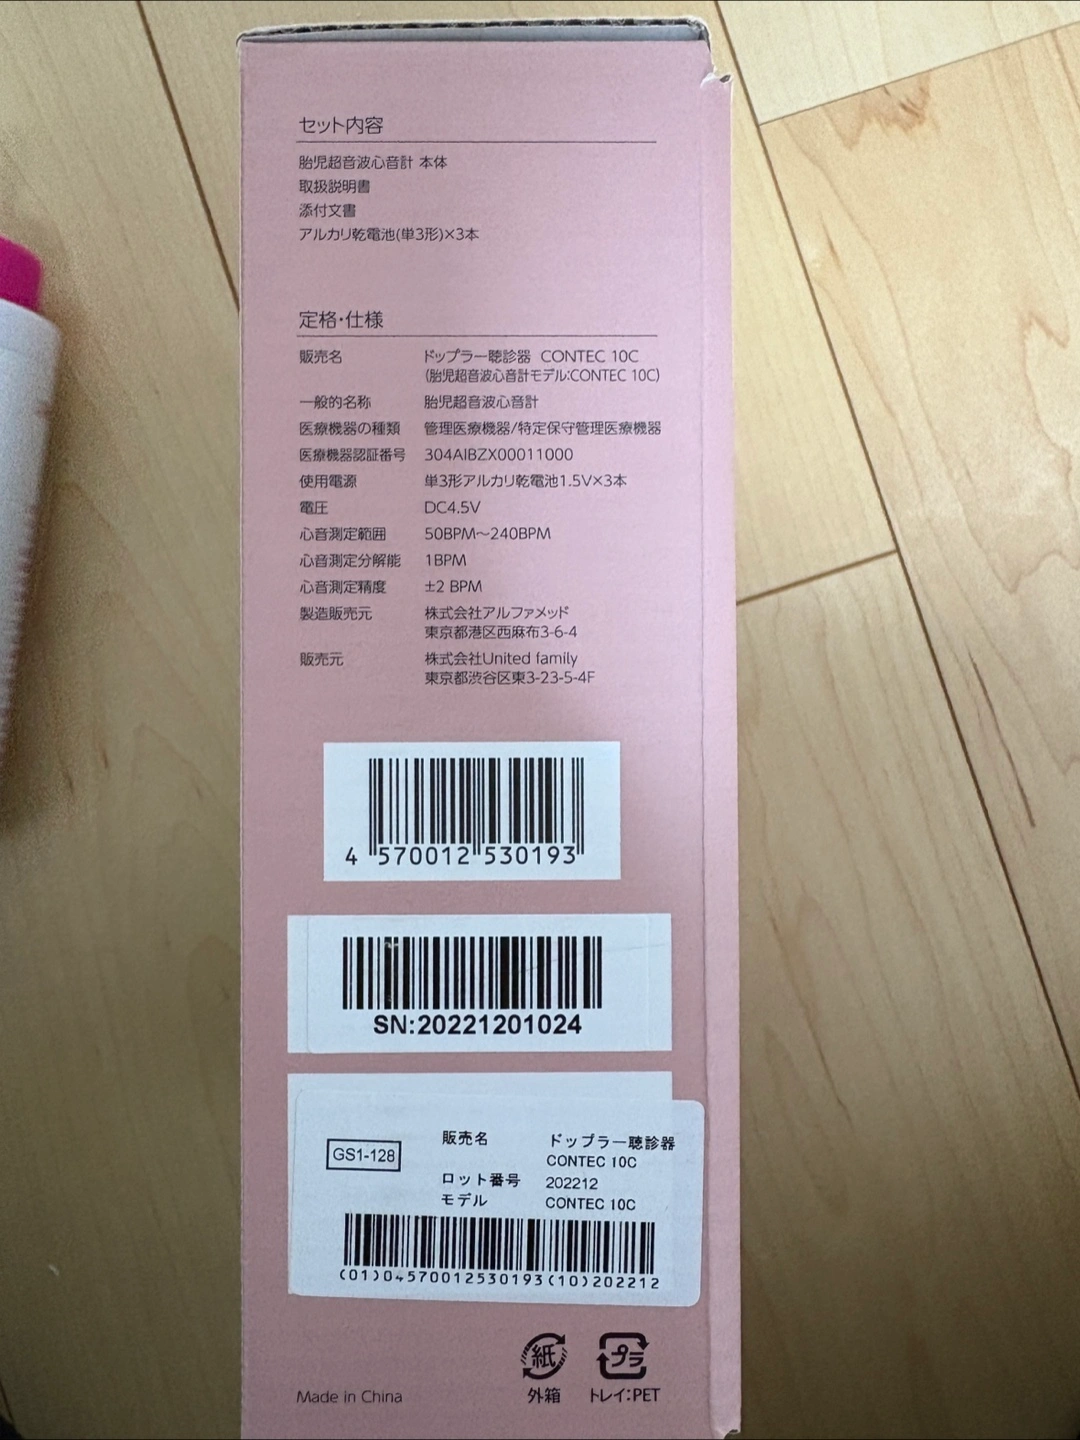 セット内容
胎児超音波心音計 本体
取扱説明書
添付文書
アルカリ乾電池(単3形)×3本
定格・仕様
販売名 ドップラー聴診器 CONTEC 10C
(胎児超音波心音計モデル:CONTEC 10C)
一般的名称 胎児超音波心音計
医療機器の種類 管理医療機器/特定保守管理医療機器
医療機器認証番号 304AIBZX00011000
使用電源 単3形アルカリ乾電池1.5V×3本
電圧 DC4.5V
心音測定範囲 50BPM〜240BPM
心音測定分解能 1BPM
心音測定精度 ±2 BPM
製造販売元 株式会社アルファメッド
東京都港区西麻布3-6-4
販売元 株式会社United family
東京都渋谷区東3-23-5-4F
4 570012 530193
SN:20221201024
GS1-128
販売名 ドップラー聴診器
CONTEC 10C
ロット番号 202212
モデル CONTEC 10C
(01)04570012530193(10)202212
紙 プラ
Made in China 外箱 トレイ:PET